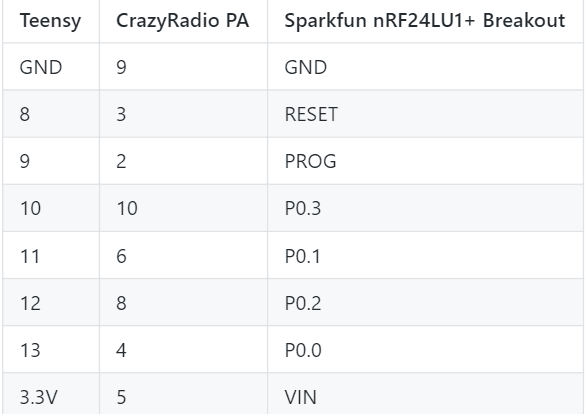 Teensy CrazyRadio PA Sparkfun nRF24LU1+ Breakout
GND 9 GND
8 3 RESET
9 2 PROG
10 10 P0.3
11 6 P0.1
12 8 P0.2
13 4 P0.0
3.3V 5 VIN